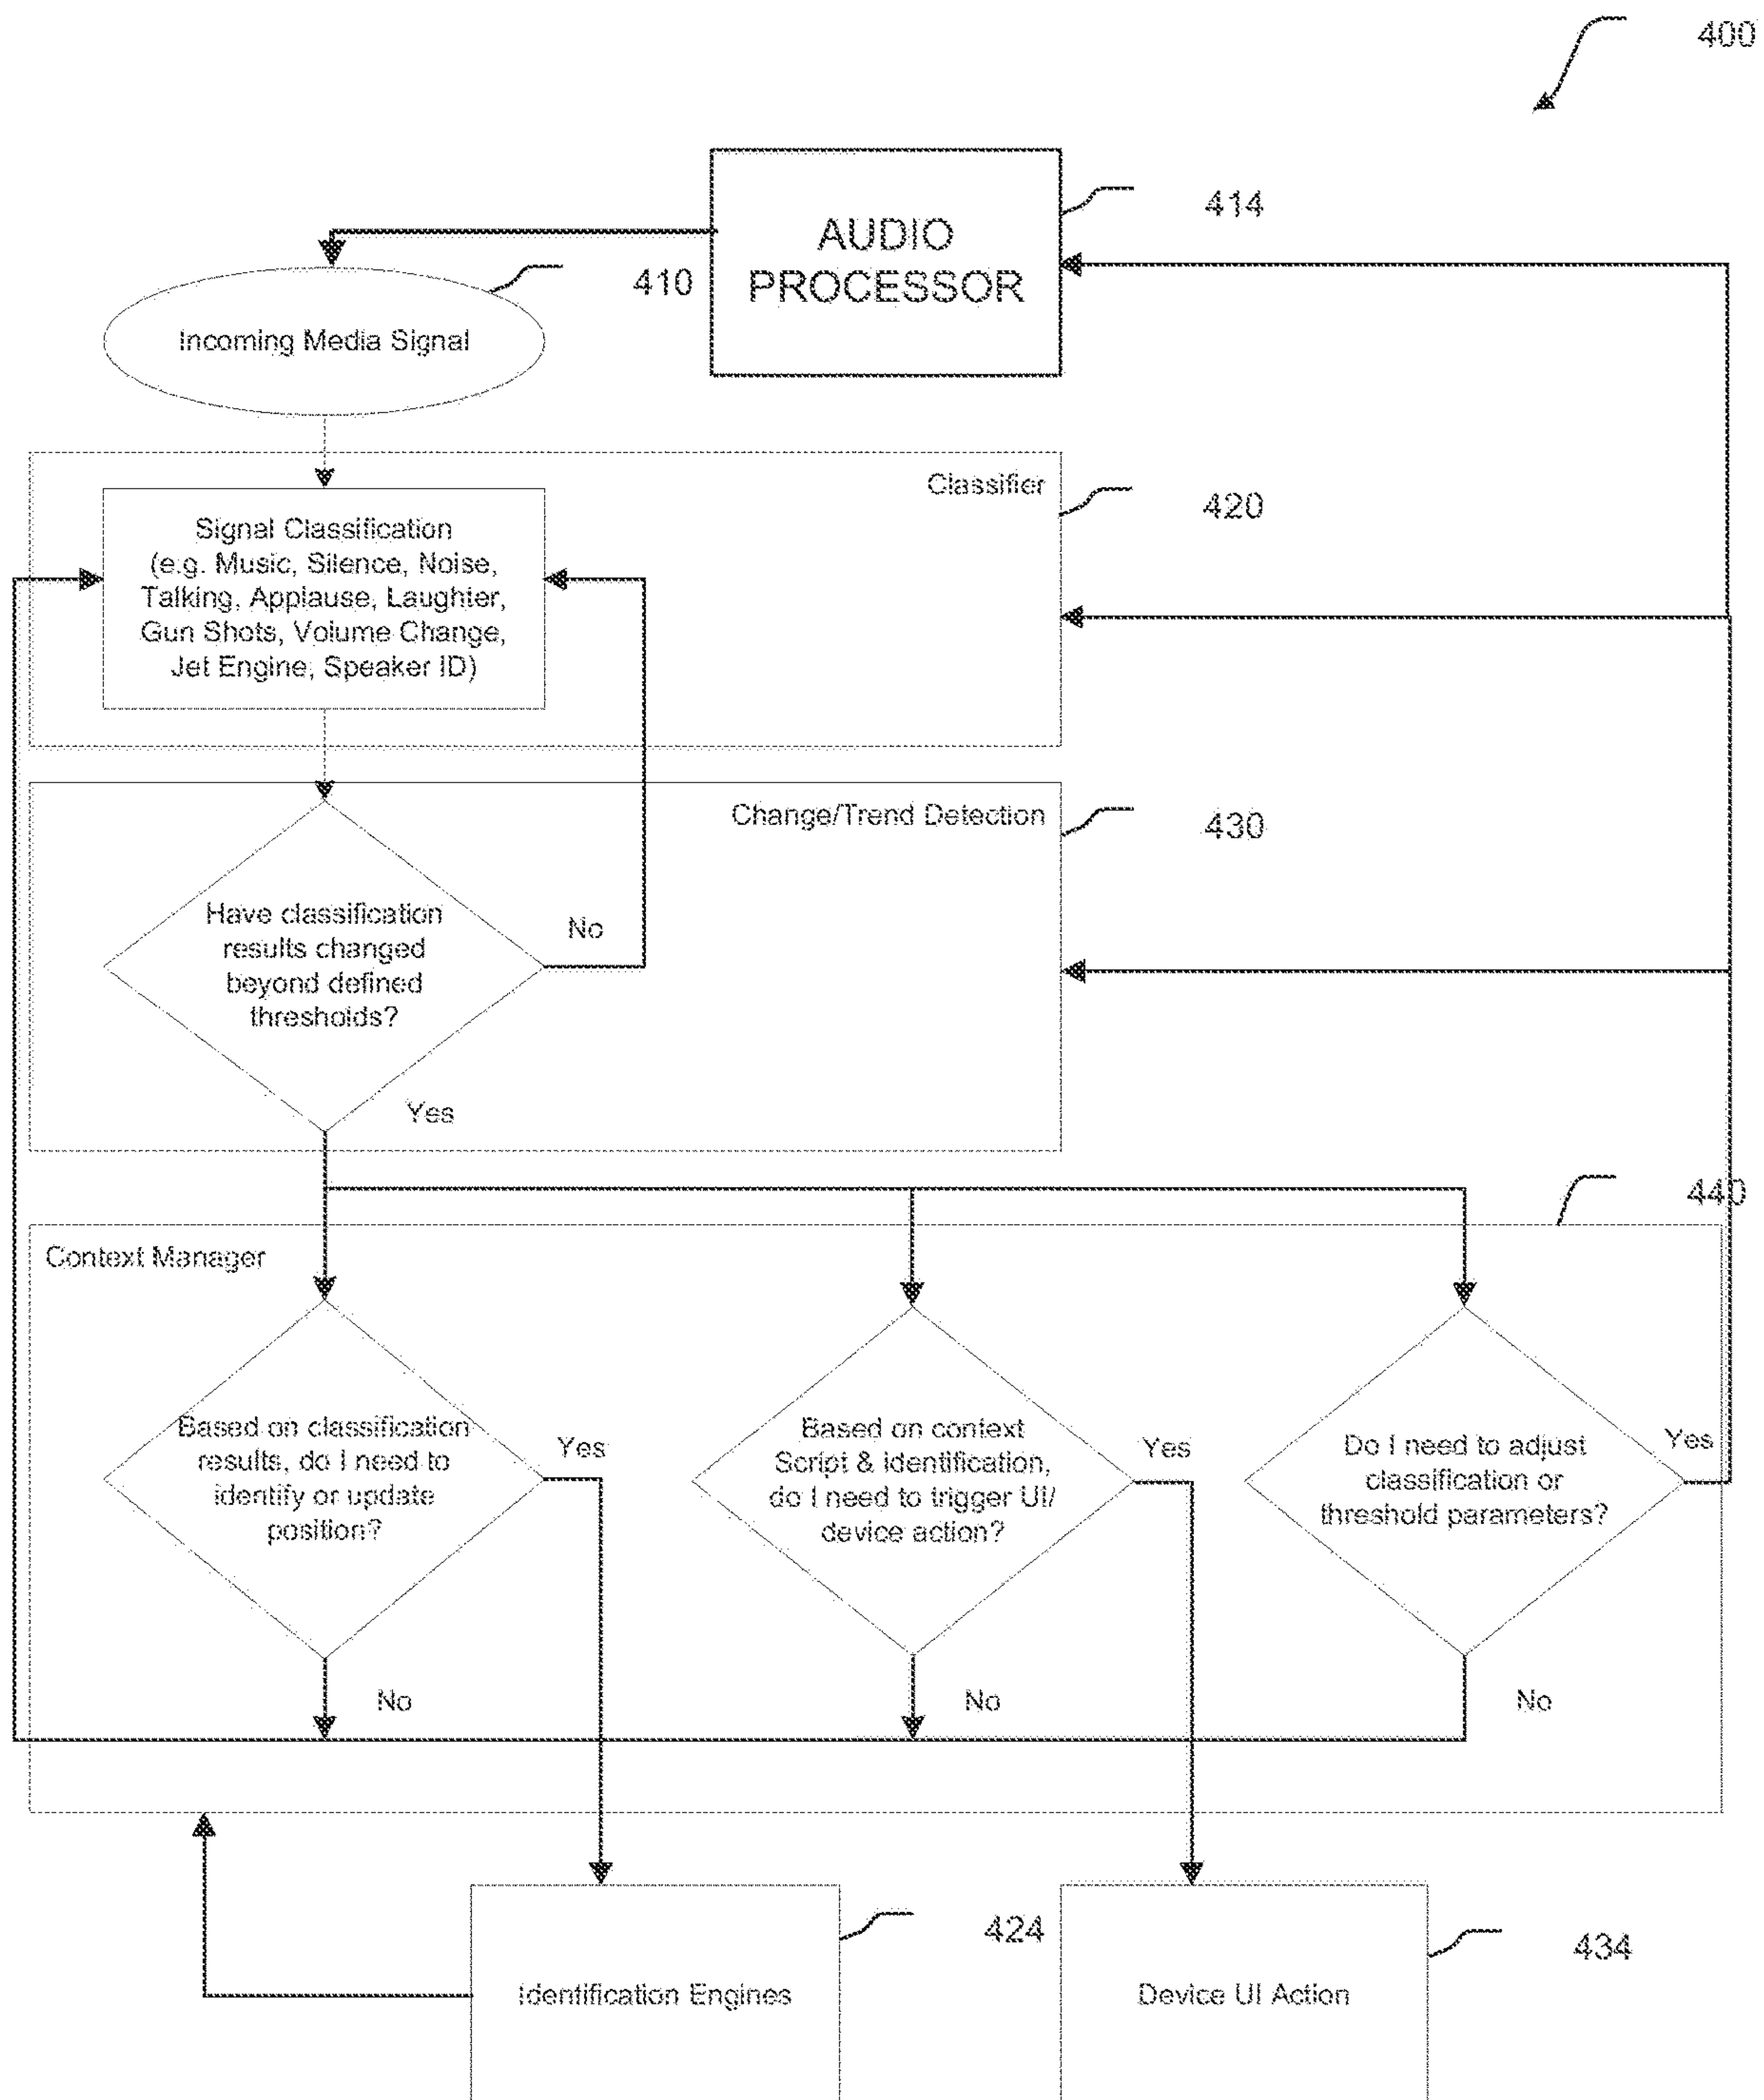 400
AUDIO
PROCESSOR
414
410
Incoming Media Signal
Classifier
420
Signal Classification
(e.g. Music, Silence, Noise,
Talking, Applause, Laughter,
Gun Shots, Volume Change,
Jet Engine, Speaker ID)
Change/Trend Detection
430
Have classification
results changed
beyond defined
thresholds?
No
Yes
440
Context Manager
Based on classification
results, do I need to
identify or update
position?
Yes
No
Based on context
Script & identification,
do I need to trigger UI/
device action?
Yes
No
Do I need to adjust
classification or
threshold parameters?
Yes
No
424
Identification Engines
434
Device UI Action